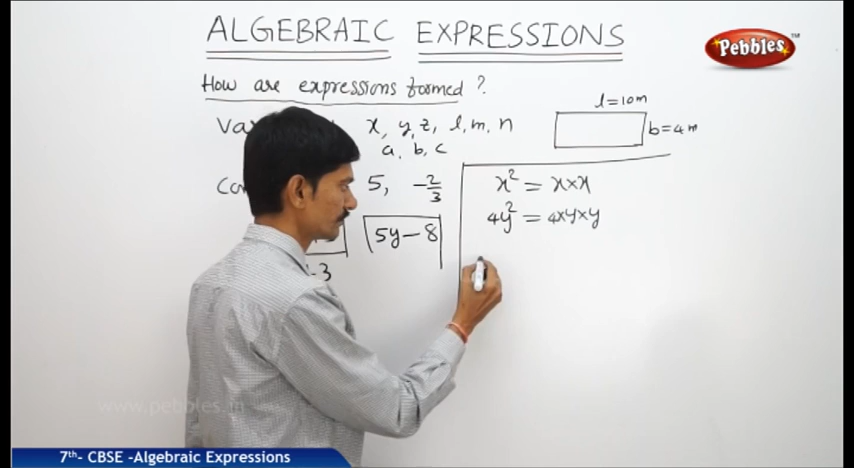 ALGEBRAIC EXPRESSIONS
Pebbles™
How are expressions formed?
l=10m
x, y, z, l, m, n
b=4m
a, b, c
5, -2/3
x² = x×x
4y² = 4×y×y
5y-8
-3
www.pebbles.in
7th- CBSE -Algebraic Expressions